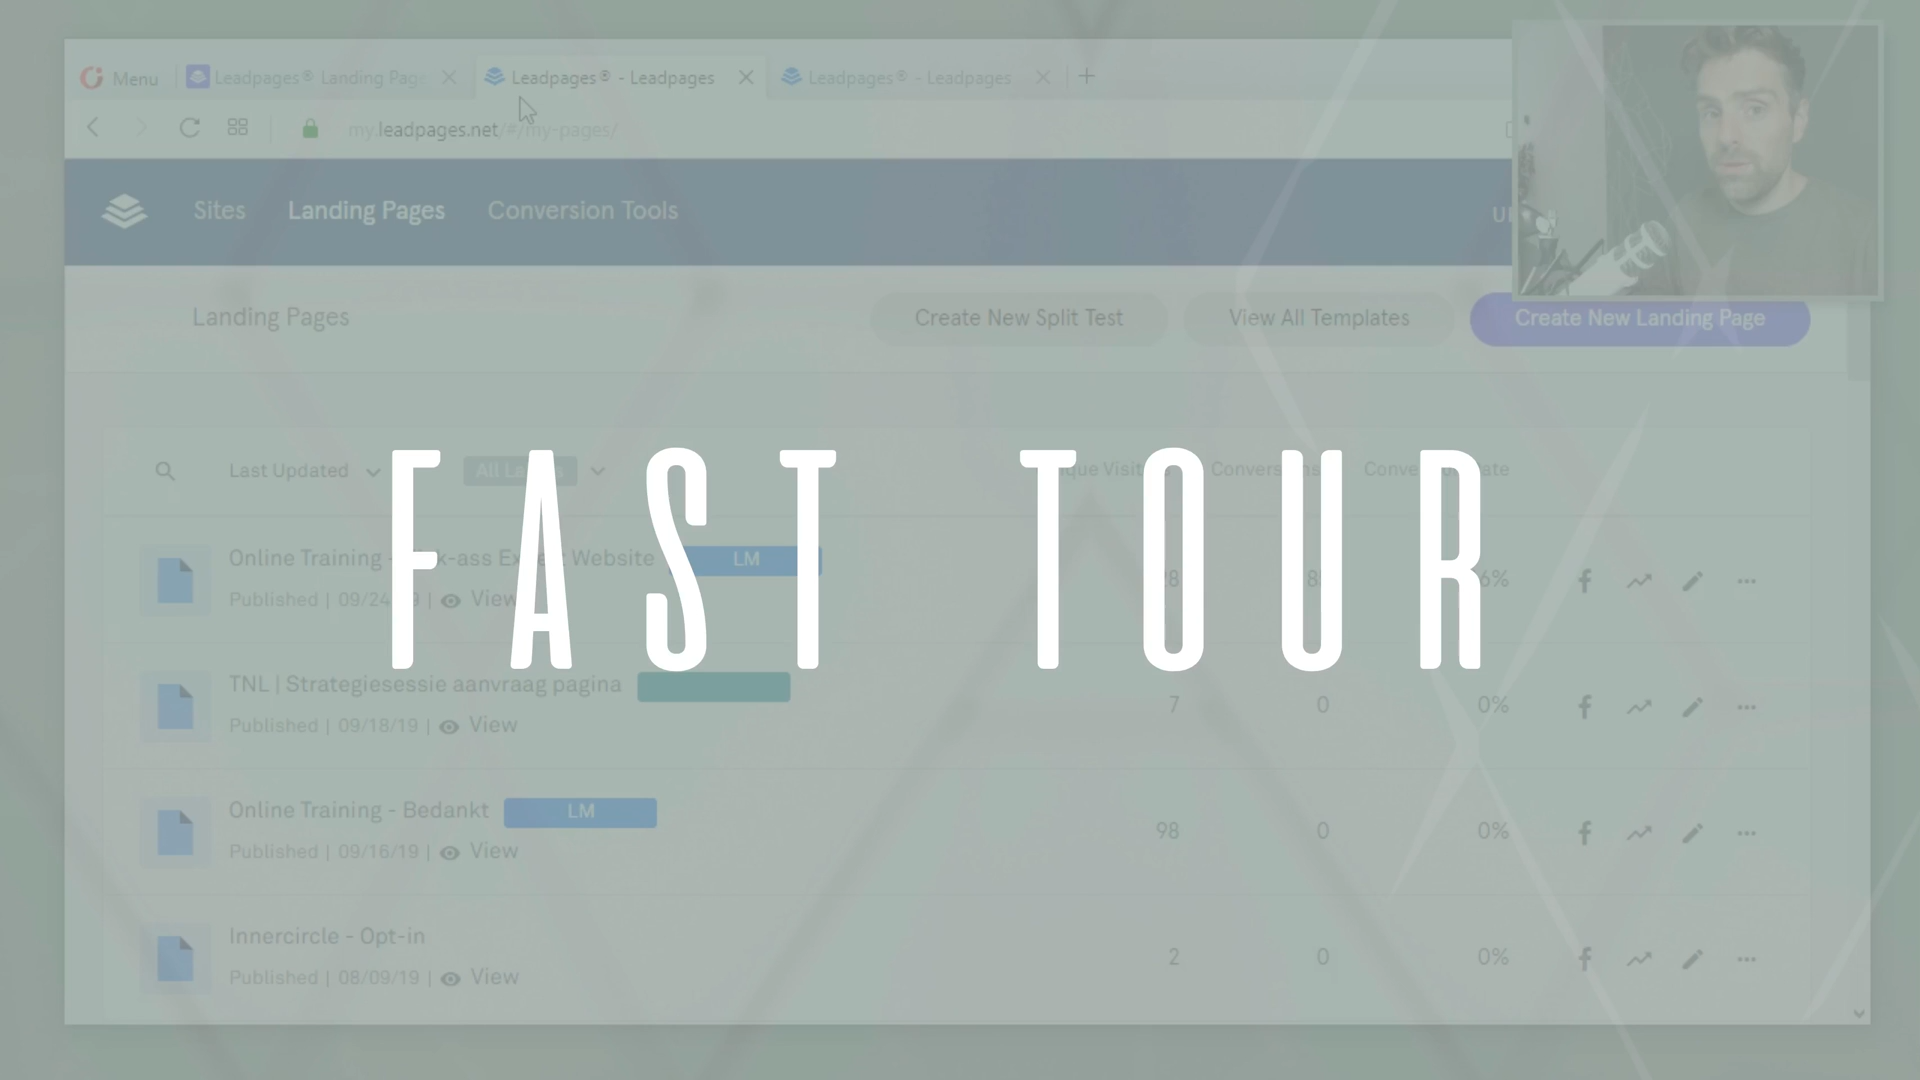 Menu
Leadpages® Landing Pag
Leadpages® - Leadpages
Leadpages® - Leadpages
my.leadpages.net/#/my-pages/
Sites
Landing Pages
Conversion Tools
Landing Pages
Create New Split Test
View All Templates
Create New Landing Page
FAST TOUR
Last Updated
All
Online Training - Website
LM
Published | 09/24 | View
TNL | Strategiesessie aanvraag pagina
Published | 09/18/19 | View
7
0
0%
Online Training - Bedankt
LM
Published | 09/16/19 | View
98
0
0%
Innercircle - Opt-in
Published | 08/09/19 | View
2
0
0%